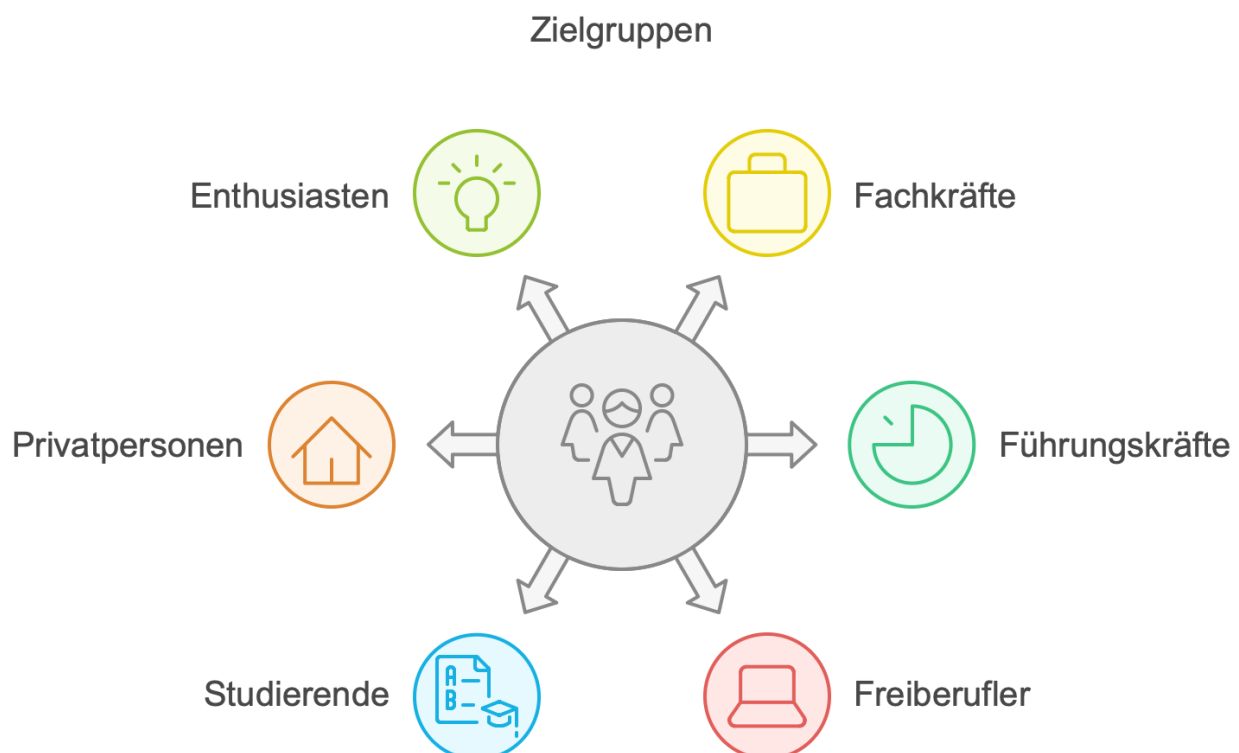 Zielgruppen
Enthusiasten
Fachkräfte
Privatpersonen
Führungskräfte
Studierende
A
B
Freiberufler